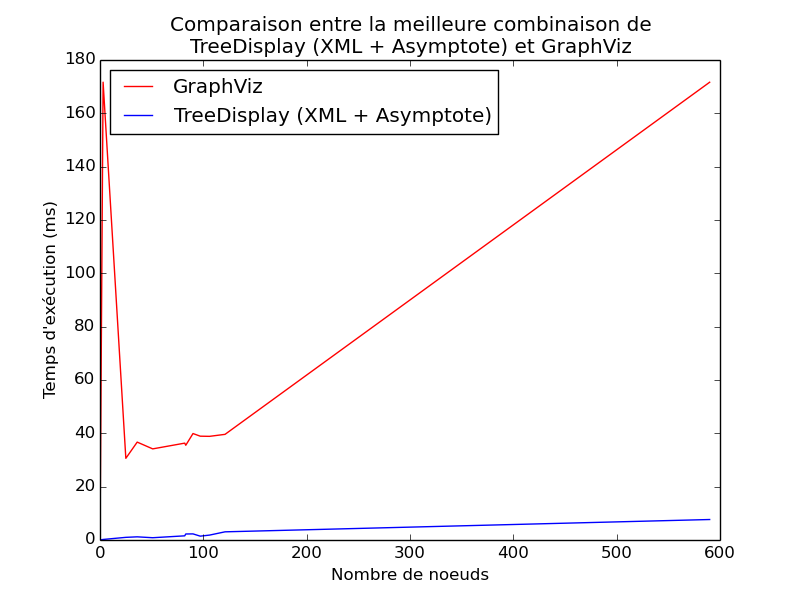 Comparaison entre la meilleure combinaison de
TreeDisplay (XML + Asymptote) et GraphViz
GraphViz
TreeDisplay (XML + Asymptote)
Temps d'exécution (ms)
180
160
140
120
100
80
60
40
20
0
0 100 200 300 400 500 600
Nombre de noeuds